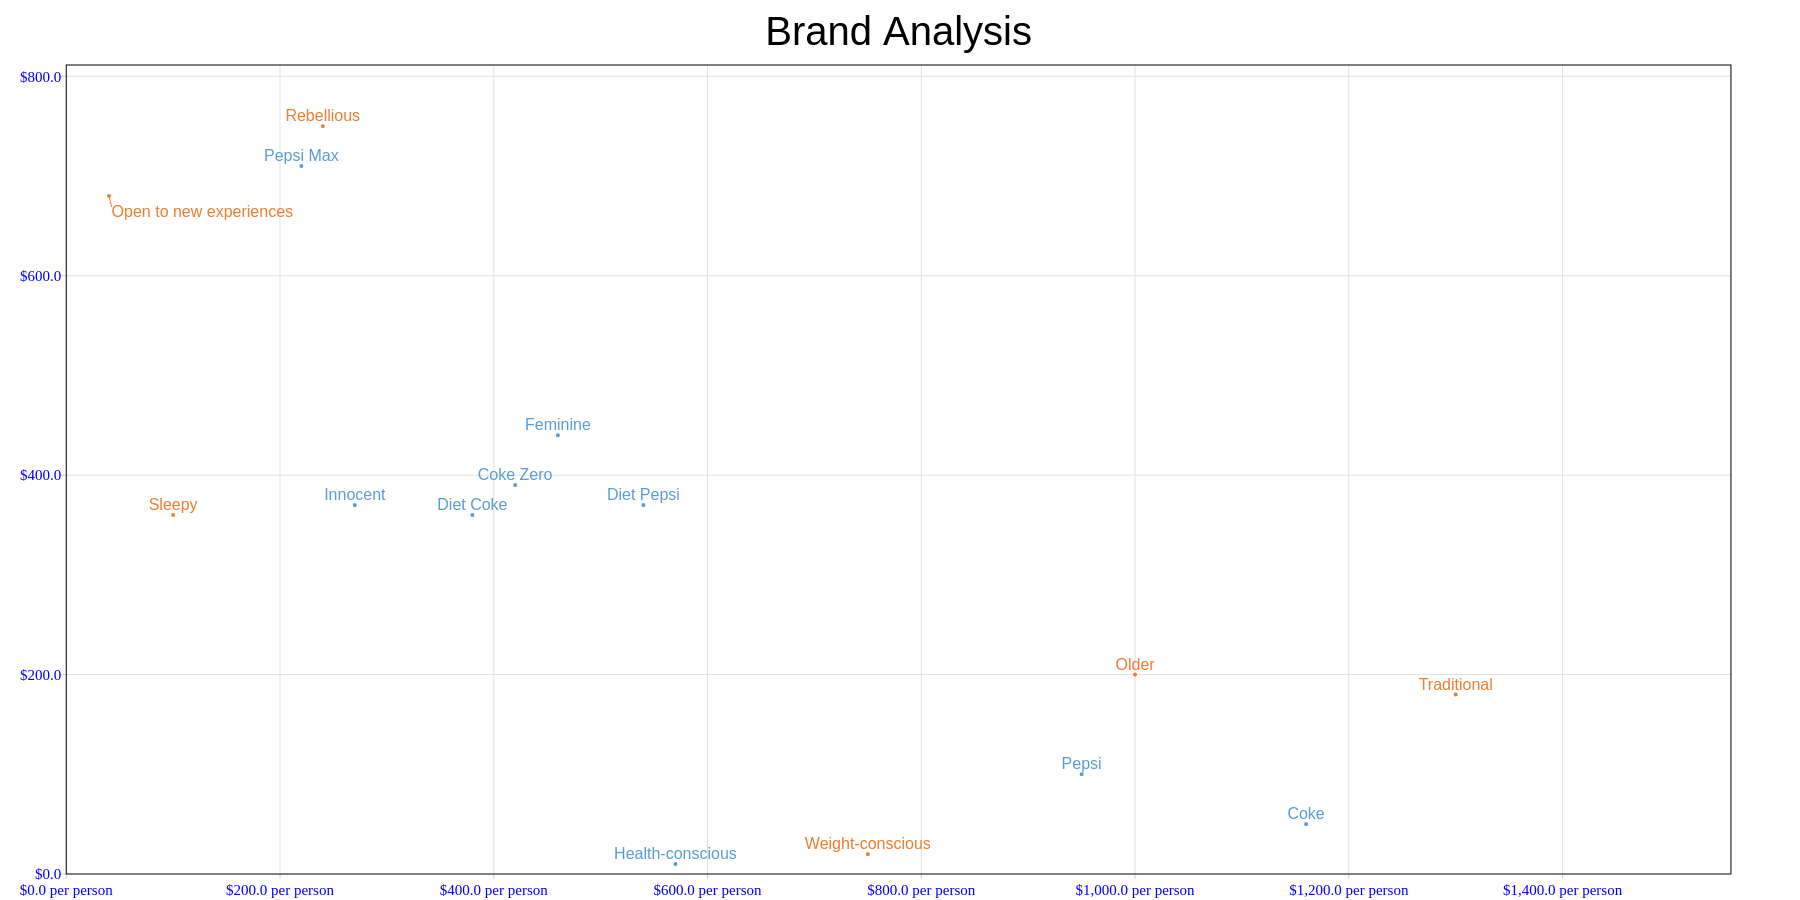 Brand Analysis
$800.0
Rebellious
Pepsi Max
Open to new experiences
$600.0
Feminine
$400.0
Coke Zero
Innocent
Diet Pepsi
Sleepy
Diet Coke
Older
$200.0
Traditional
Pepsi
Coke
Weight-conscious
Health-conscious
$0.0
$0.0 per person
$200.0 per person
$400.0 per person
$600.0 per person
$800.0 per person
$1,000.0 per person
$1,200.0 per person
$1,400.0 per person